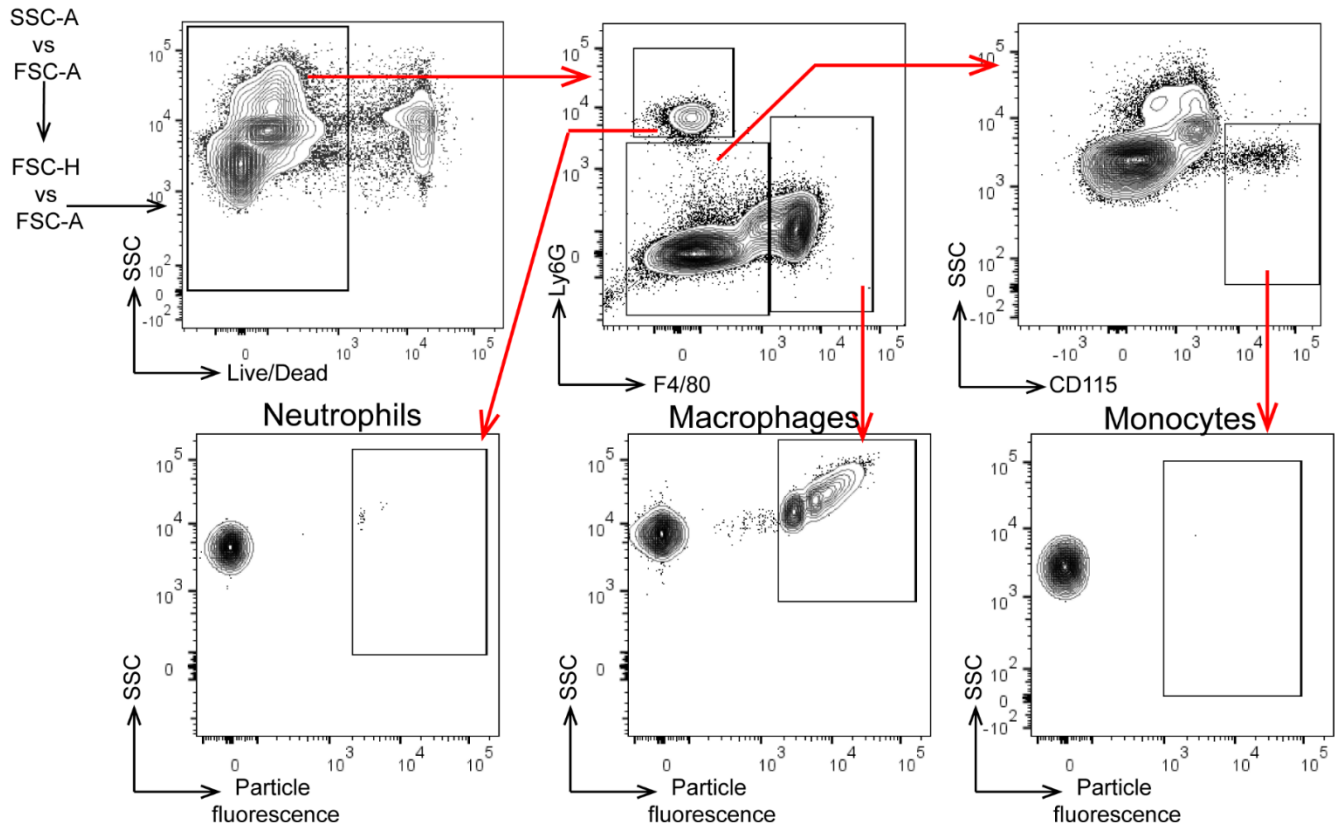 SSC-A
vs
FSC-A
FSC-H
vs
FSC-A
10^5
10^4
10^3
10^2
0
-10^2
SSC
0
10^3
10^4
10^5
Live/Dead
10^5
10^4
10^3
0
Ly6G
0
10^3
10^4
10^5
F4/80
10^5
10^4
10^3
10^2
0
-10^2
SSC
-10^3
0
10^3
10^4
10^5
CD115
Neutrophils
10^5
10^4
10^3
0
SSC
0
10^3
10^4
10^5
Particle
fluorescence
Macrophages
10^5
10^4
10^3
0
SSC
0
10^3
10^4
10^5
Particle
fluorescence
Monocytes
10^5
10^4
10^3
10^2
0
-10^2
SSC
0
10^3
10^4
10^5
Particle
fluorescence